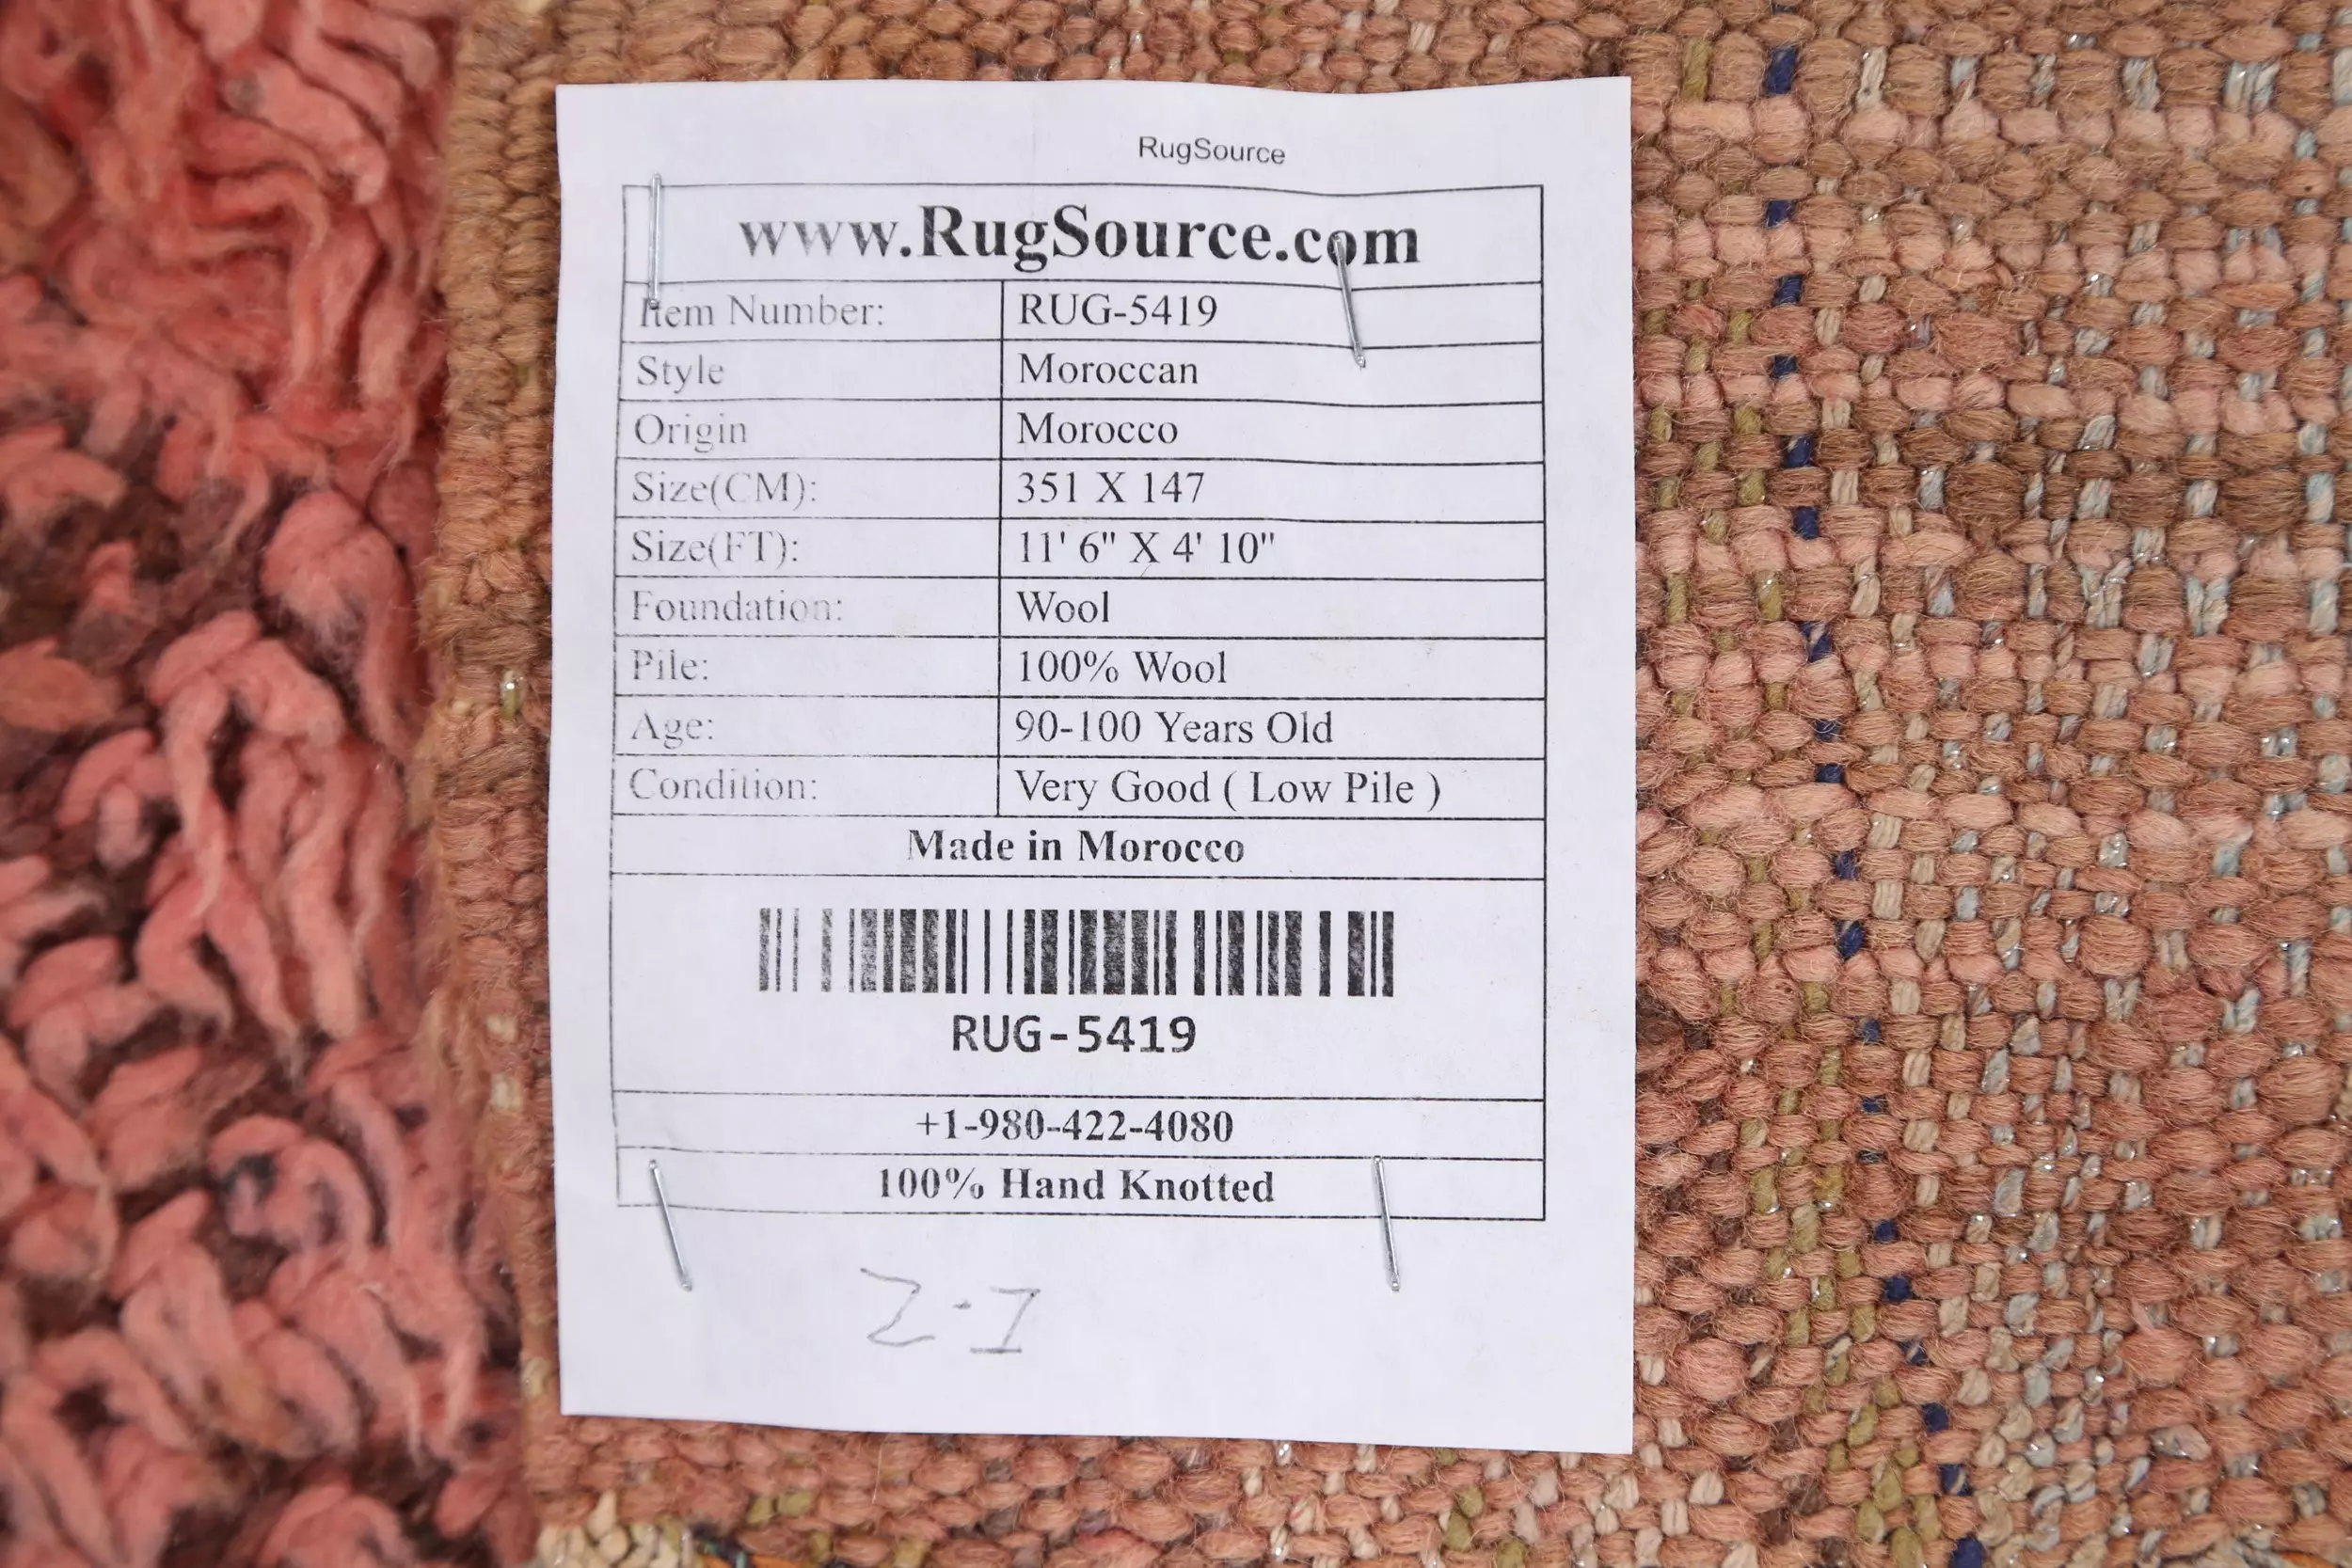 RugSource
www.RugSource.com
Item Number: RUG-5419
Style Moroccan
Origin Morocco
Size(CM): 351 X 147
Size(FT): 11' 6" X 4' 10"
Foundation: Wool
Pile: 100% Wool
Age: 90-100 Years Old
Condition: Very Good ( Low Pile )
Made in Morocco
RUG-5419
+1-980-422-4080
100% Hand Knotted